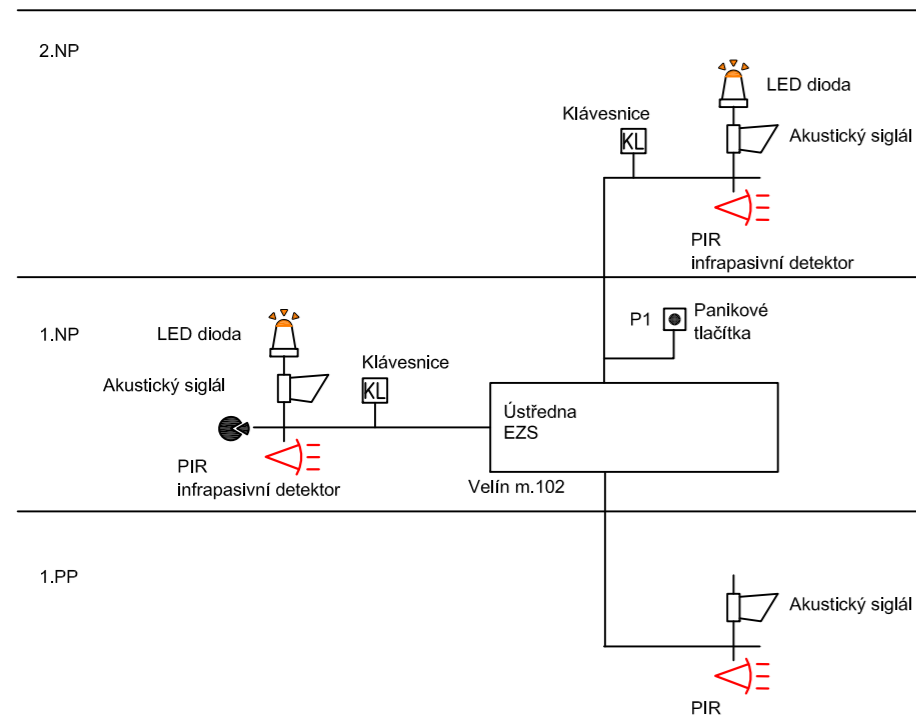 2.NP
LED dioda
Klávesnice
Akustický siglál
KL
PIR
infrapasivní detektor
1.NP
LED dioda
P1
Panikové
tlačítka
Klávesnice
Akustický siglál
KL
Ústředna
EZS
PIR
infrapasivní detektor
Velín m.102
1.PP
Akustický siglál
PIR